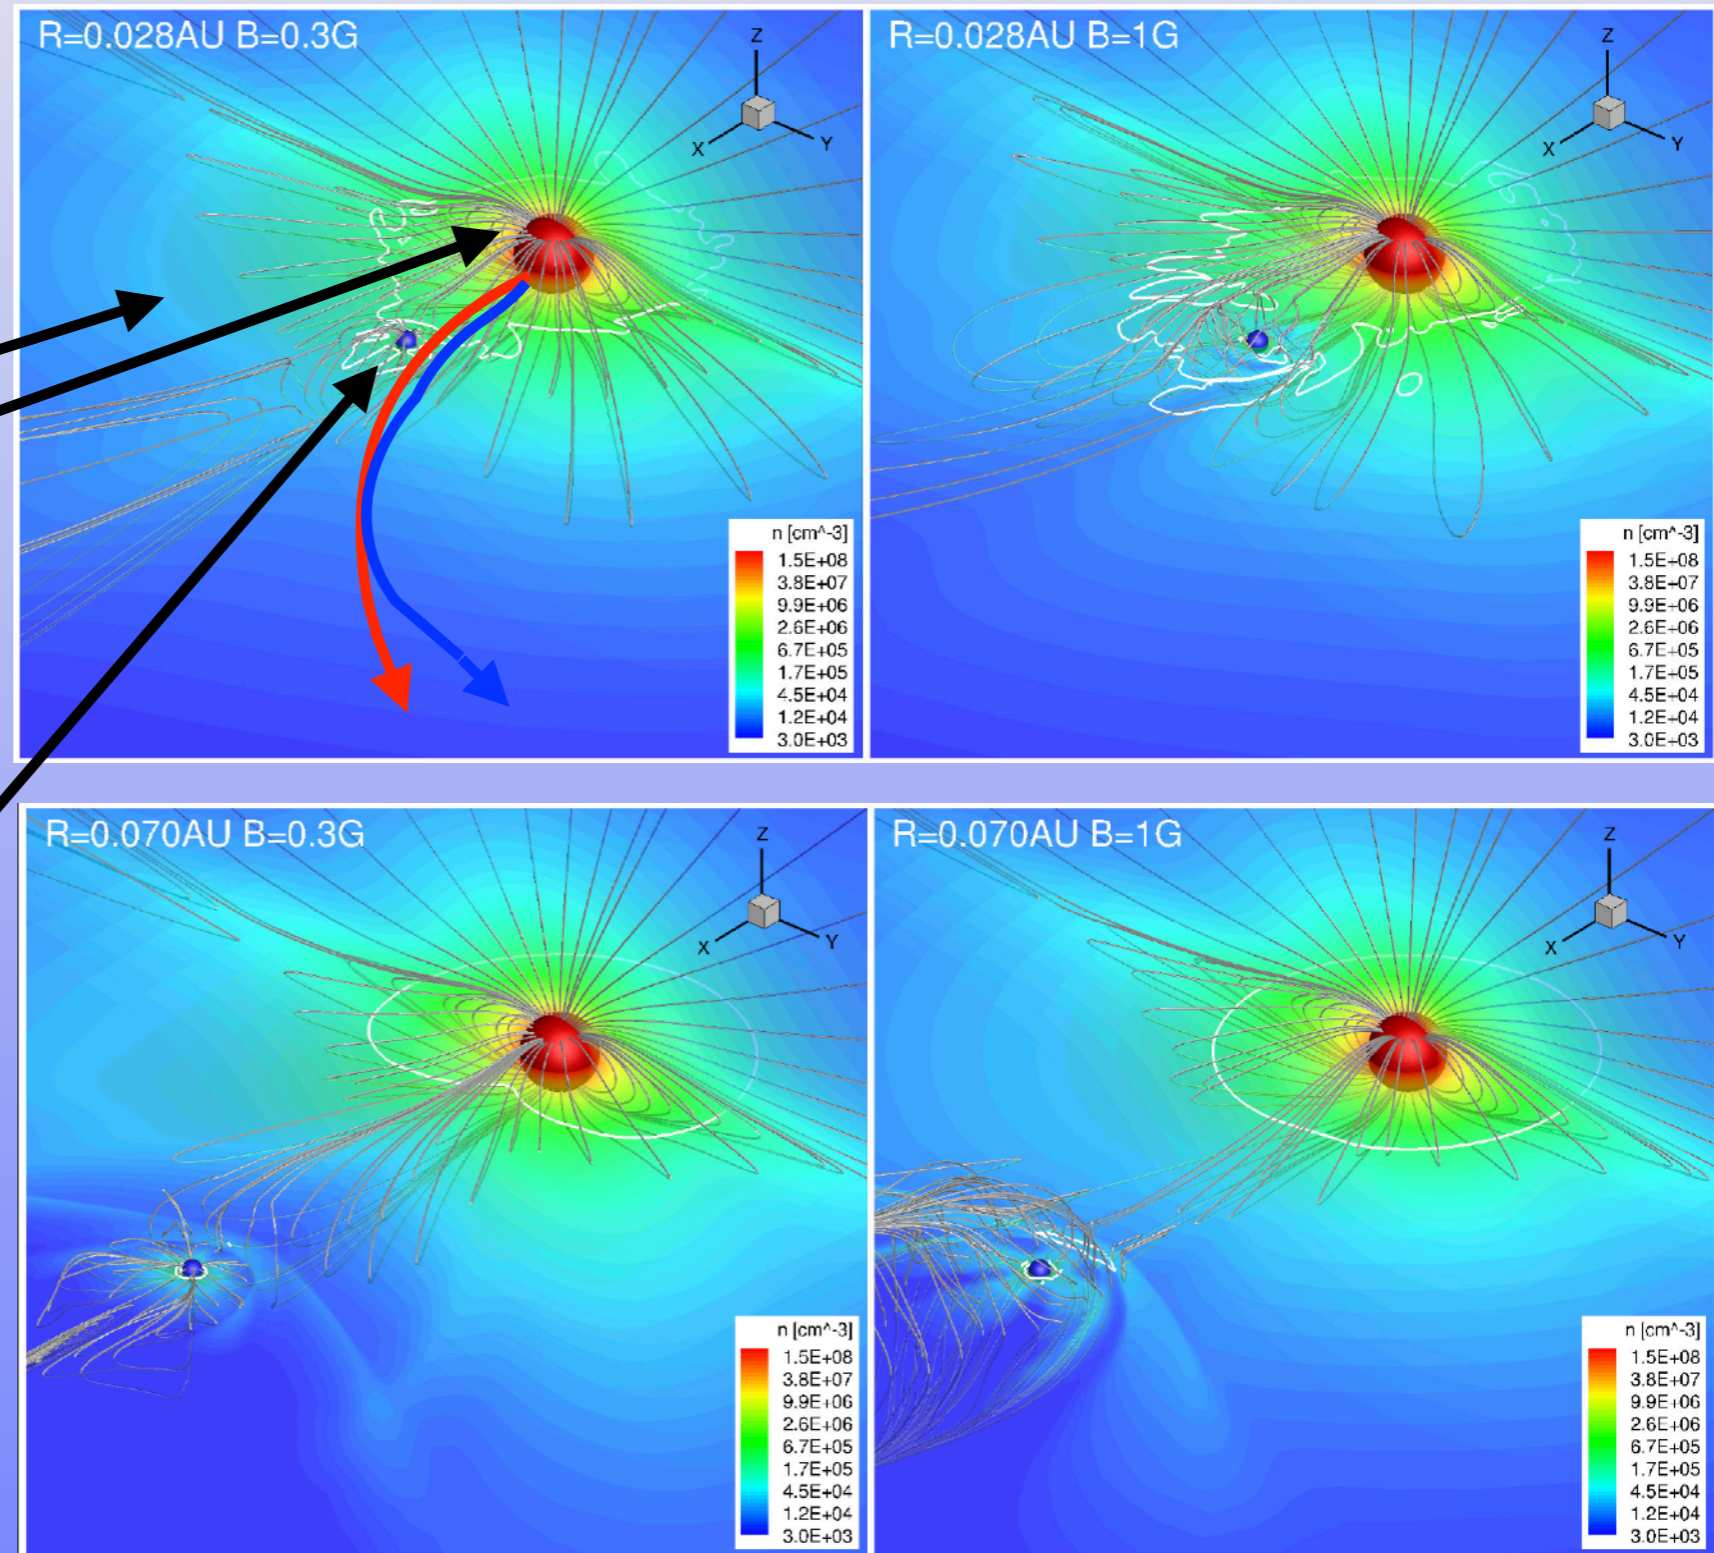 R=0.028AU B=0.3G
Z
X
Y
n [cm^-3]
1.5E+08
3.8E+07
9.9E+06
2.6E+06
6.7E+05
1.7E+05
4.5E+04
1.2E+04
3.0E+03
R=0.028AU B=1G
Z
X
Y
n [cm^-3]
1.5E+08
3.8E+07
9.9E+06
2.6E+06
6.7E+05
1.7E+05
4.5E+04
1.2E+04
3.0E+03
R=0.070AU B=0.3G
Z
X
Y
n [cm^-3]
1.5E+08
3.8E+07
9.9E+06
2.6E+06
6.7E+05
1.7E+05
4.5E+04
1.2E+04
3.0E+03
R=0.070AU B=1G
Z
X
Y
n [cm^-3]
1.5E+08
3.8E+07
9.9E+06
2.6E+06
6.7E+05
1.7E+05
4.5E+04
1.2E+04
3.0E+03